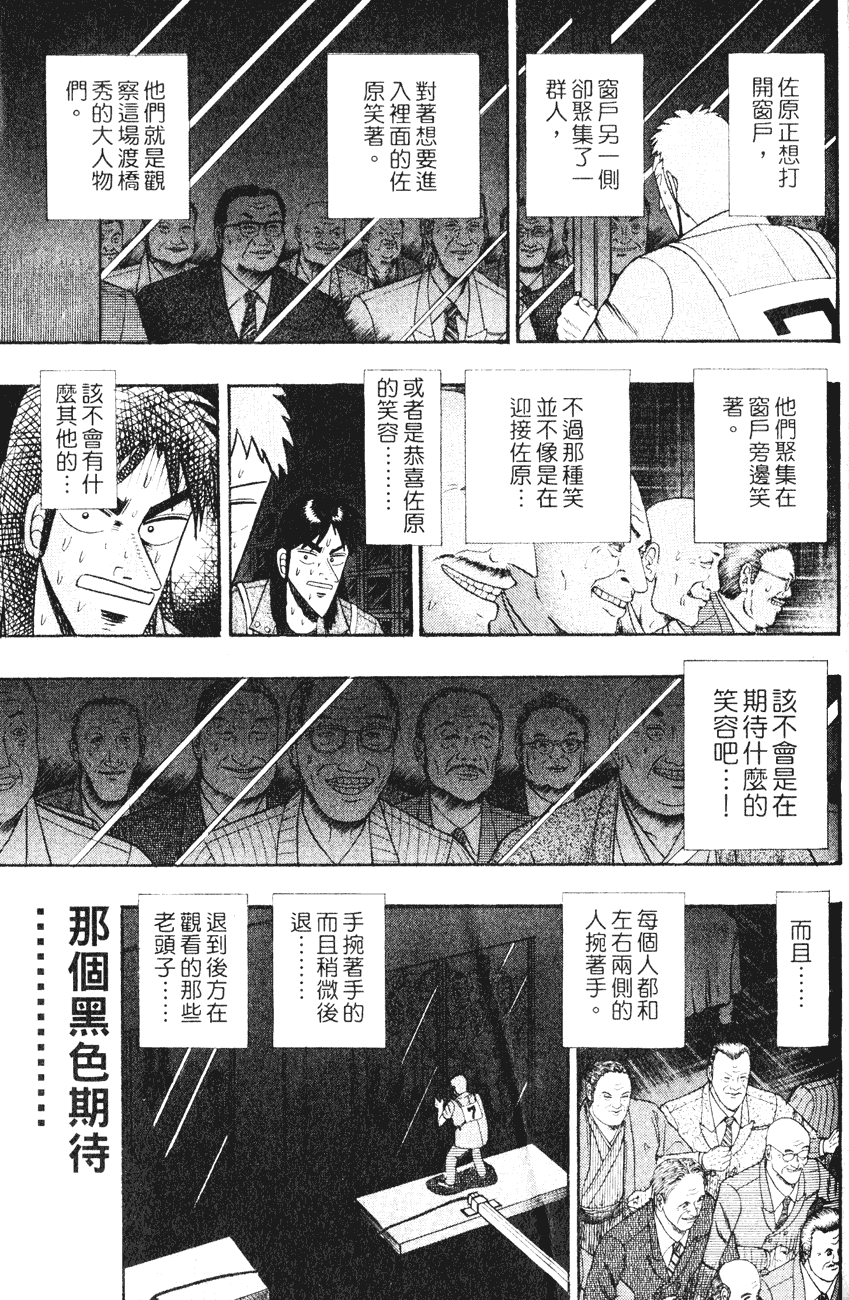 佐原正想打
開窗戶，
窗戶另一側
卻聚集了一
群人，
對著想要進
入裡面的佐
原笑著。
他們就是觀
察這場渡橋
秀的大人物
們。
7
他們聚集在
窗戶旁邊笑
著。
不過那種笑
並不像是在
迎接佐原…
或者是恭喜佐原
的笑容………
該不會有什
麼其他的…
該不會是在
期待什麼的
笑容吧…！
而且……
每個人都和
左右兩側的
人捥著手。
手捥著手的
而且稍微後
退………
退到後方在
觀看的那些
老頭子……
7
那個黑色期待
……………